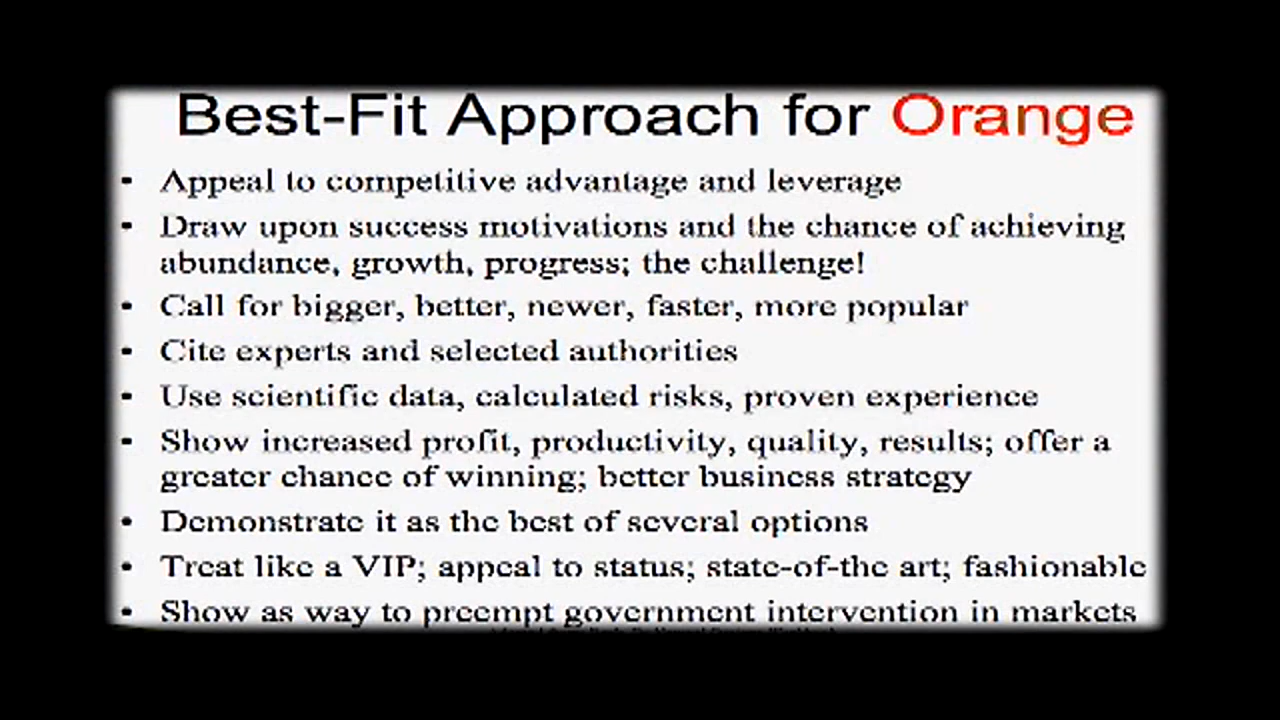 Best-Fit Approach for Orange
• Appeal to competitive advantage and leverage
• Draw upon success motivations and the chance of achieving
abundance, growth, progress; the challenge!
• Call for bigger, better, newer, faster, more popular
• Cite experts and selected authorities
• Use scientific data, calculated risks, proven experience
• Show increased profit, productivity, quality, results; offer a
greater chance of winning; better business strategy
• Demonstrate it as the best of several options
• Treat like a VIP; appeal to status; state-of-the art; fashionable
• Show as way to preempt government intervention in markets